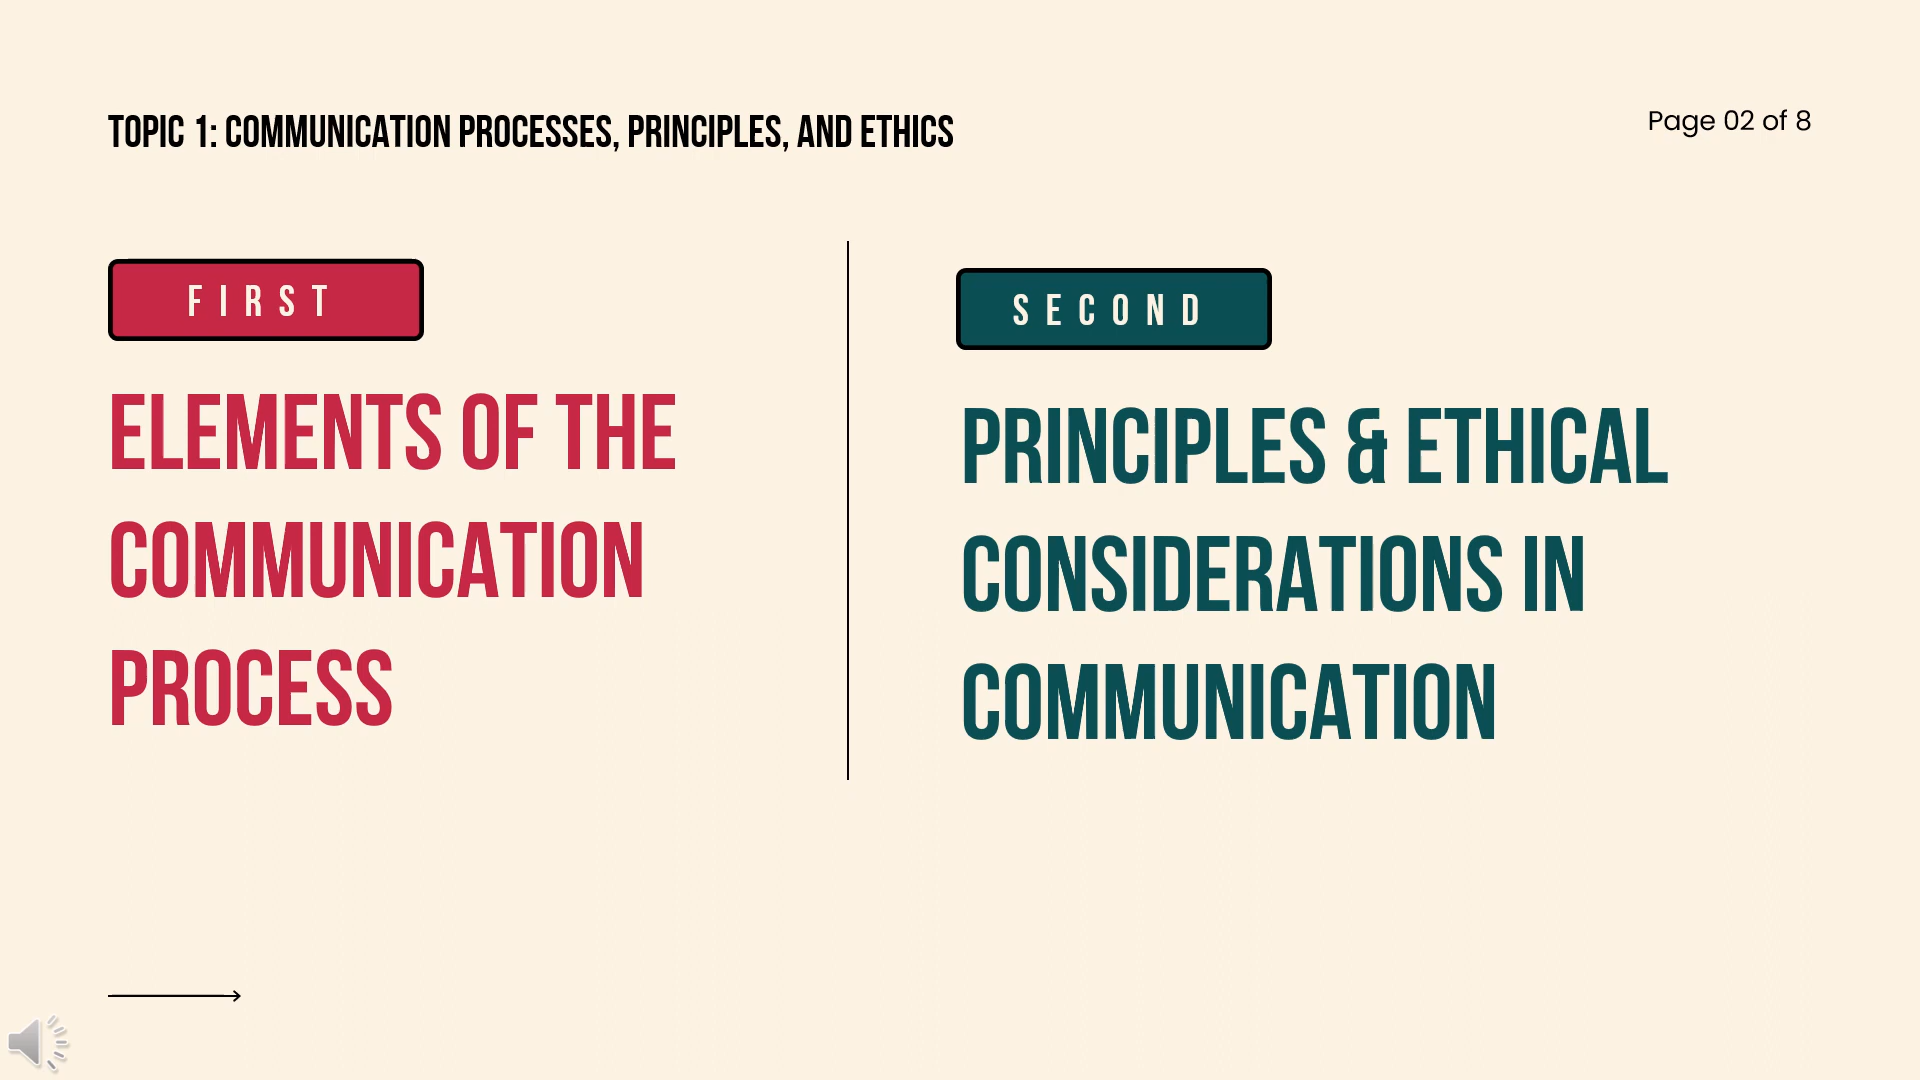 TOPIC 1: COMMUNICATION PROCESSES, PRINCIPLES, AND ETHICS
Page 02 of 8
FIRST
ELEMENTS OF THE
COMMUNICATION
PROCESS
SECOND
PRINCIPLES & ETHICAL
CONSIDERATIONS IN
COMMUNICATION